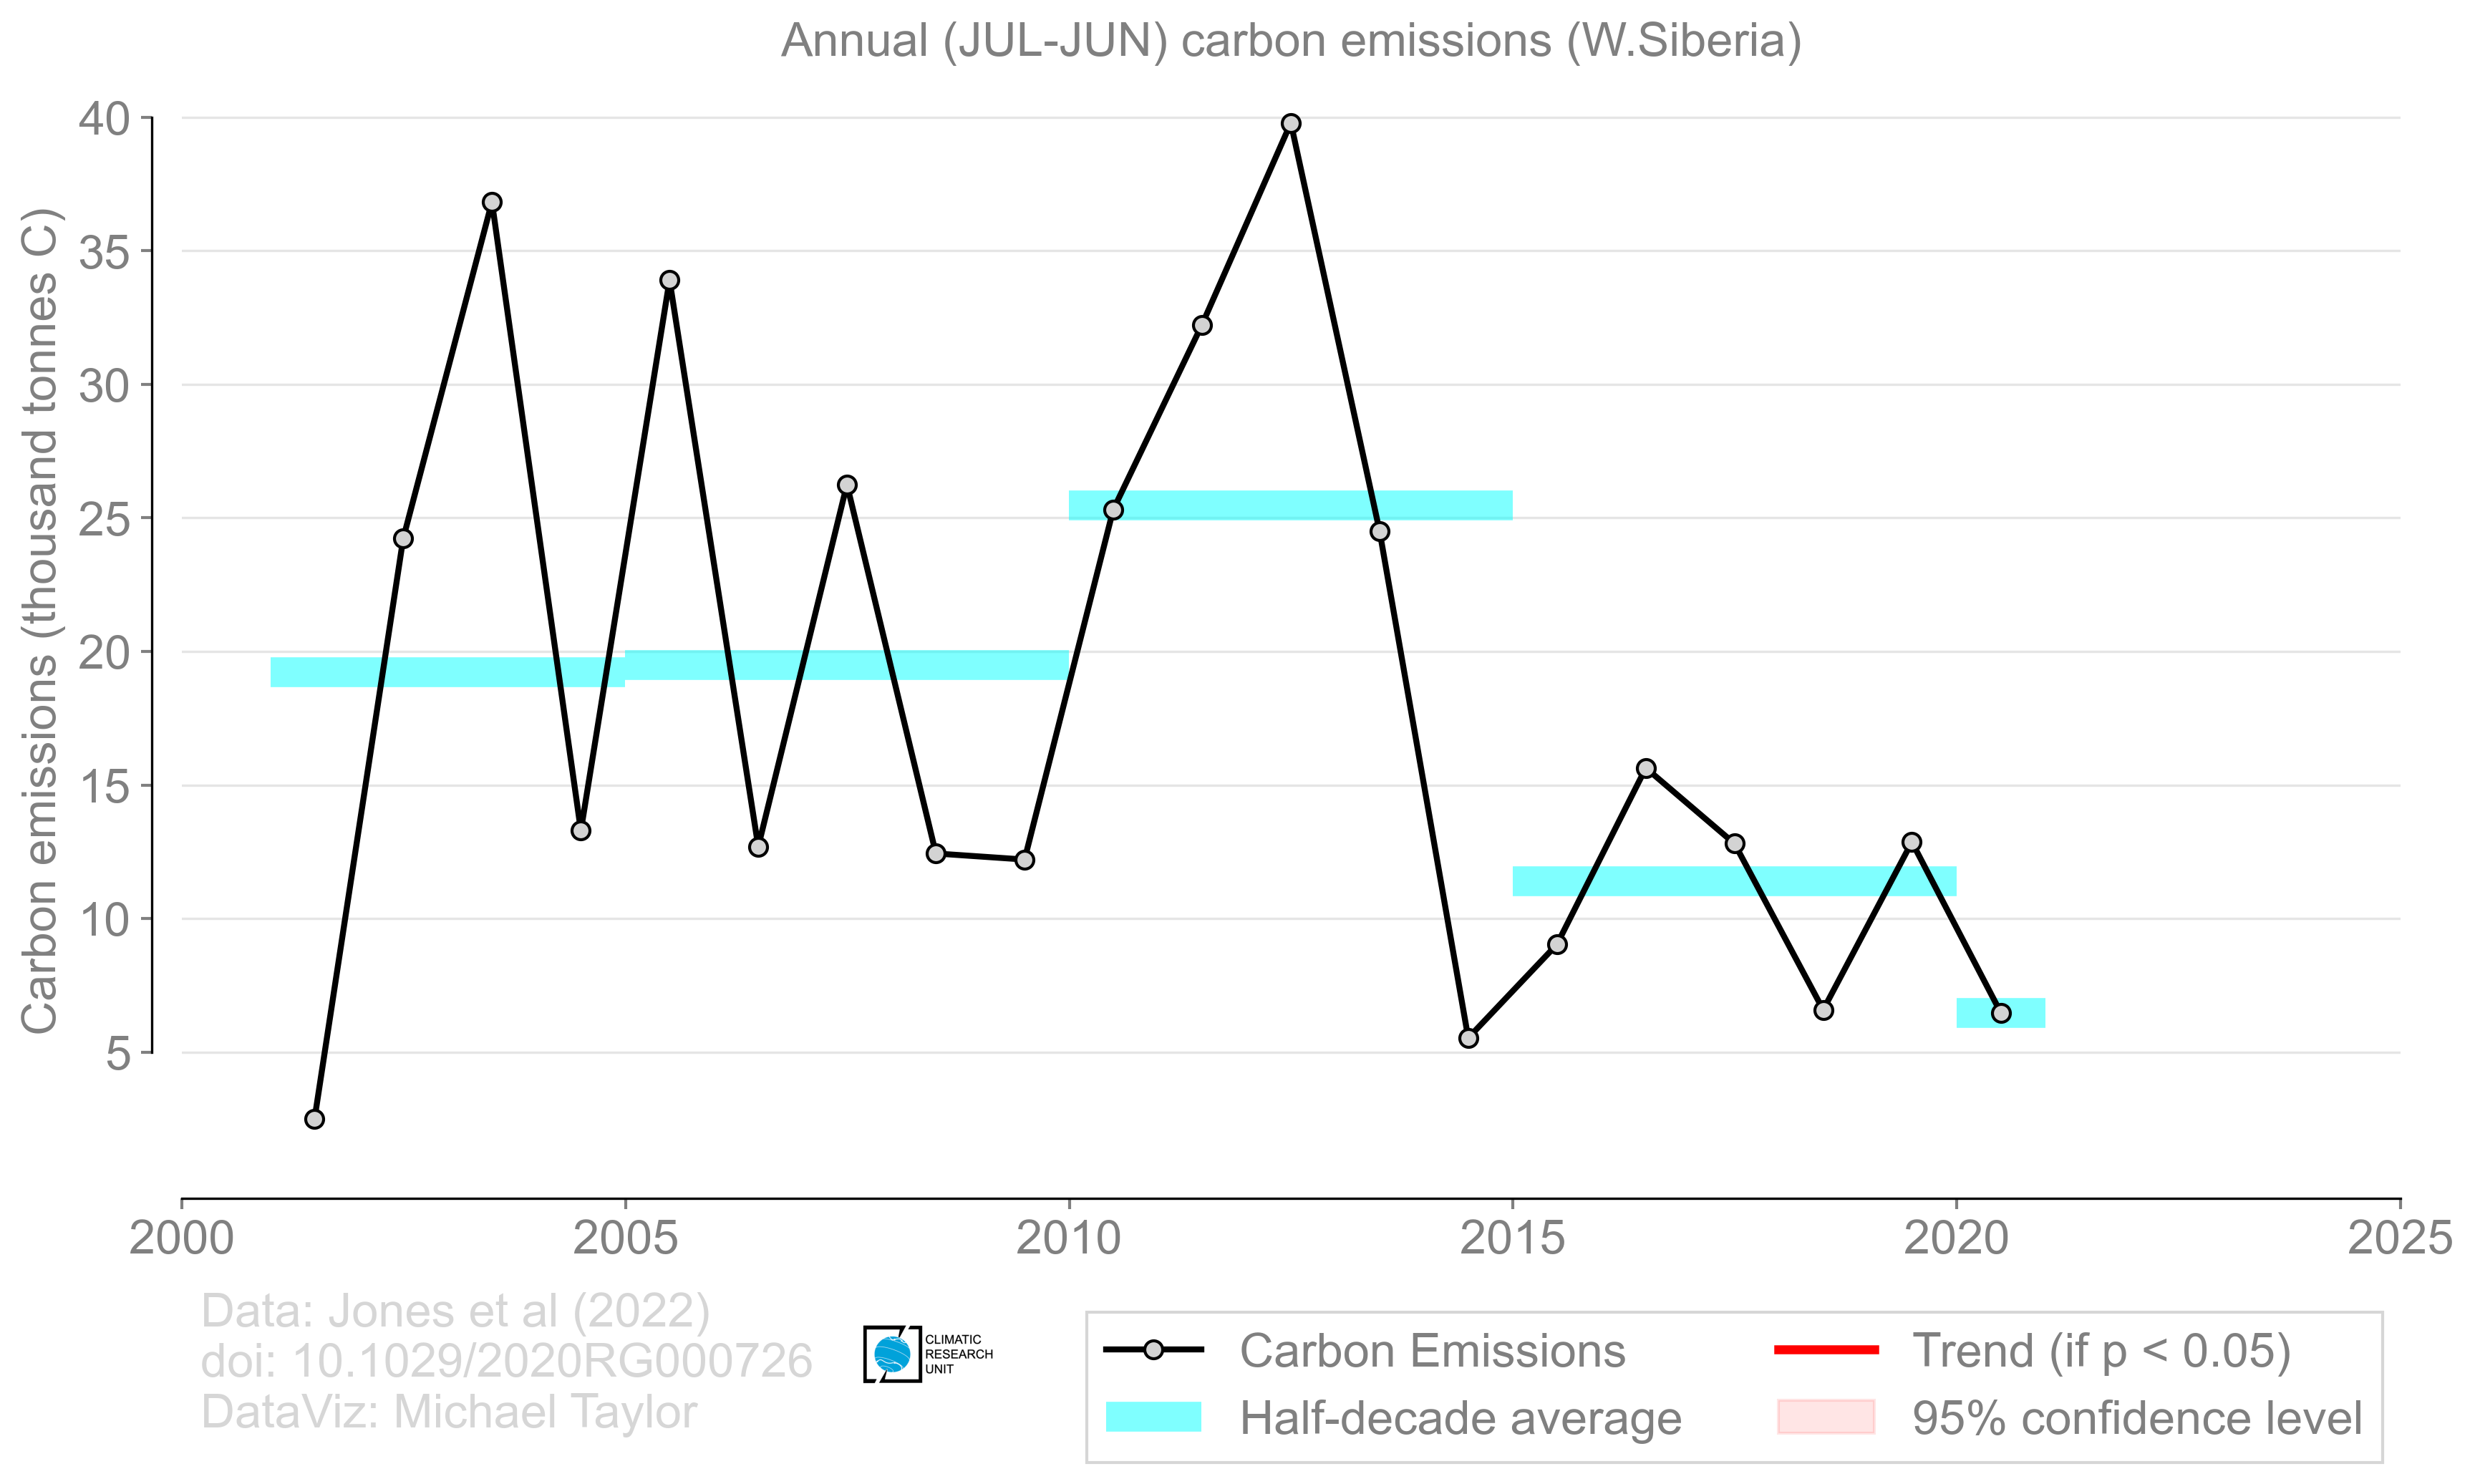 Annual (JUL-JUN) carbon emissions (W.Siberia)
Carbon emissions (thousand tonnes C)
40
35
30
25
20
15
10
5
2000
2005
2010
2015
2020
2025
Data: Jones et al (2022)
doi: 10.1029/2020RG000726
DataViz: Michael Taylor
CLIMATIC
RESEARCH
UNIT
Carbon Emissions
Half-decade average
Trend (if p < 0.05)
95% confidence level